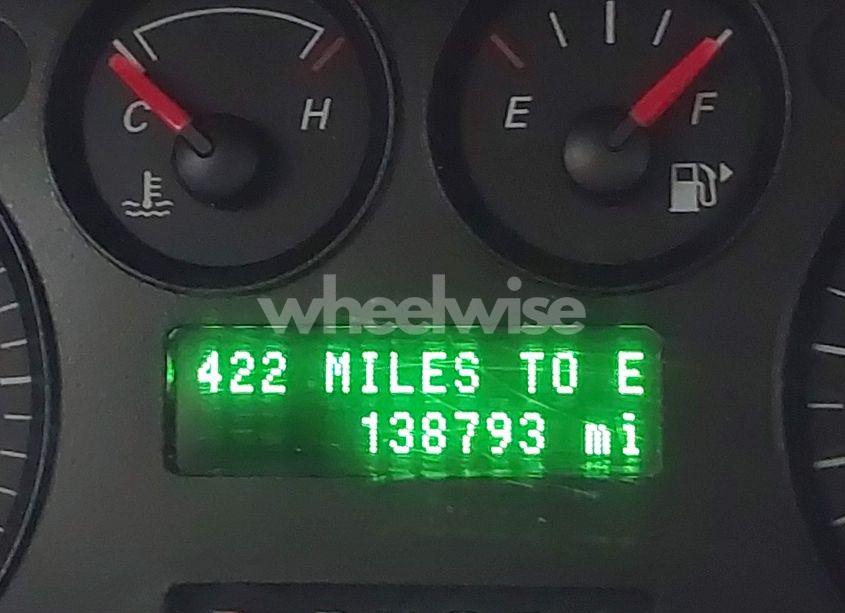 C H E F
wheelwise
422 MILES TO E
138793 mi